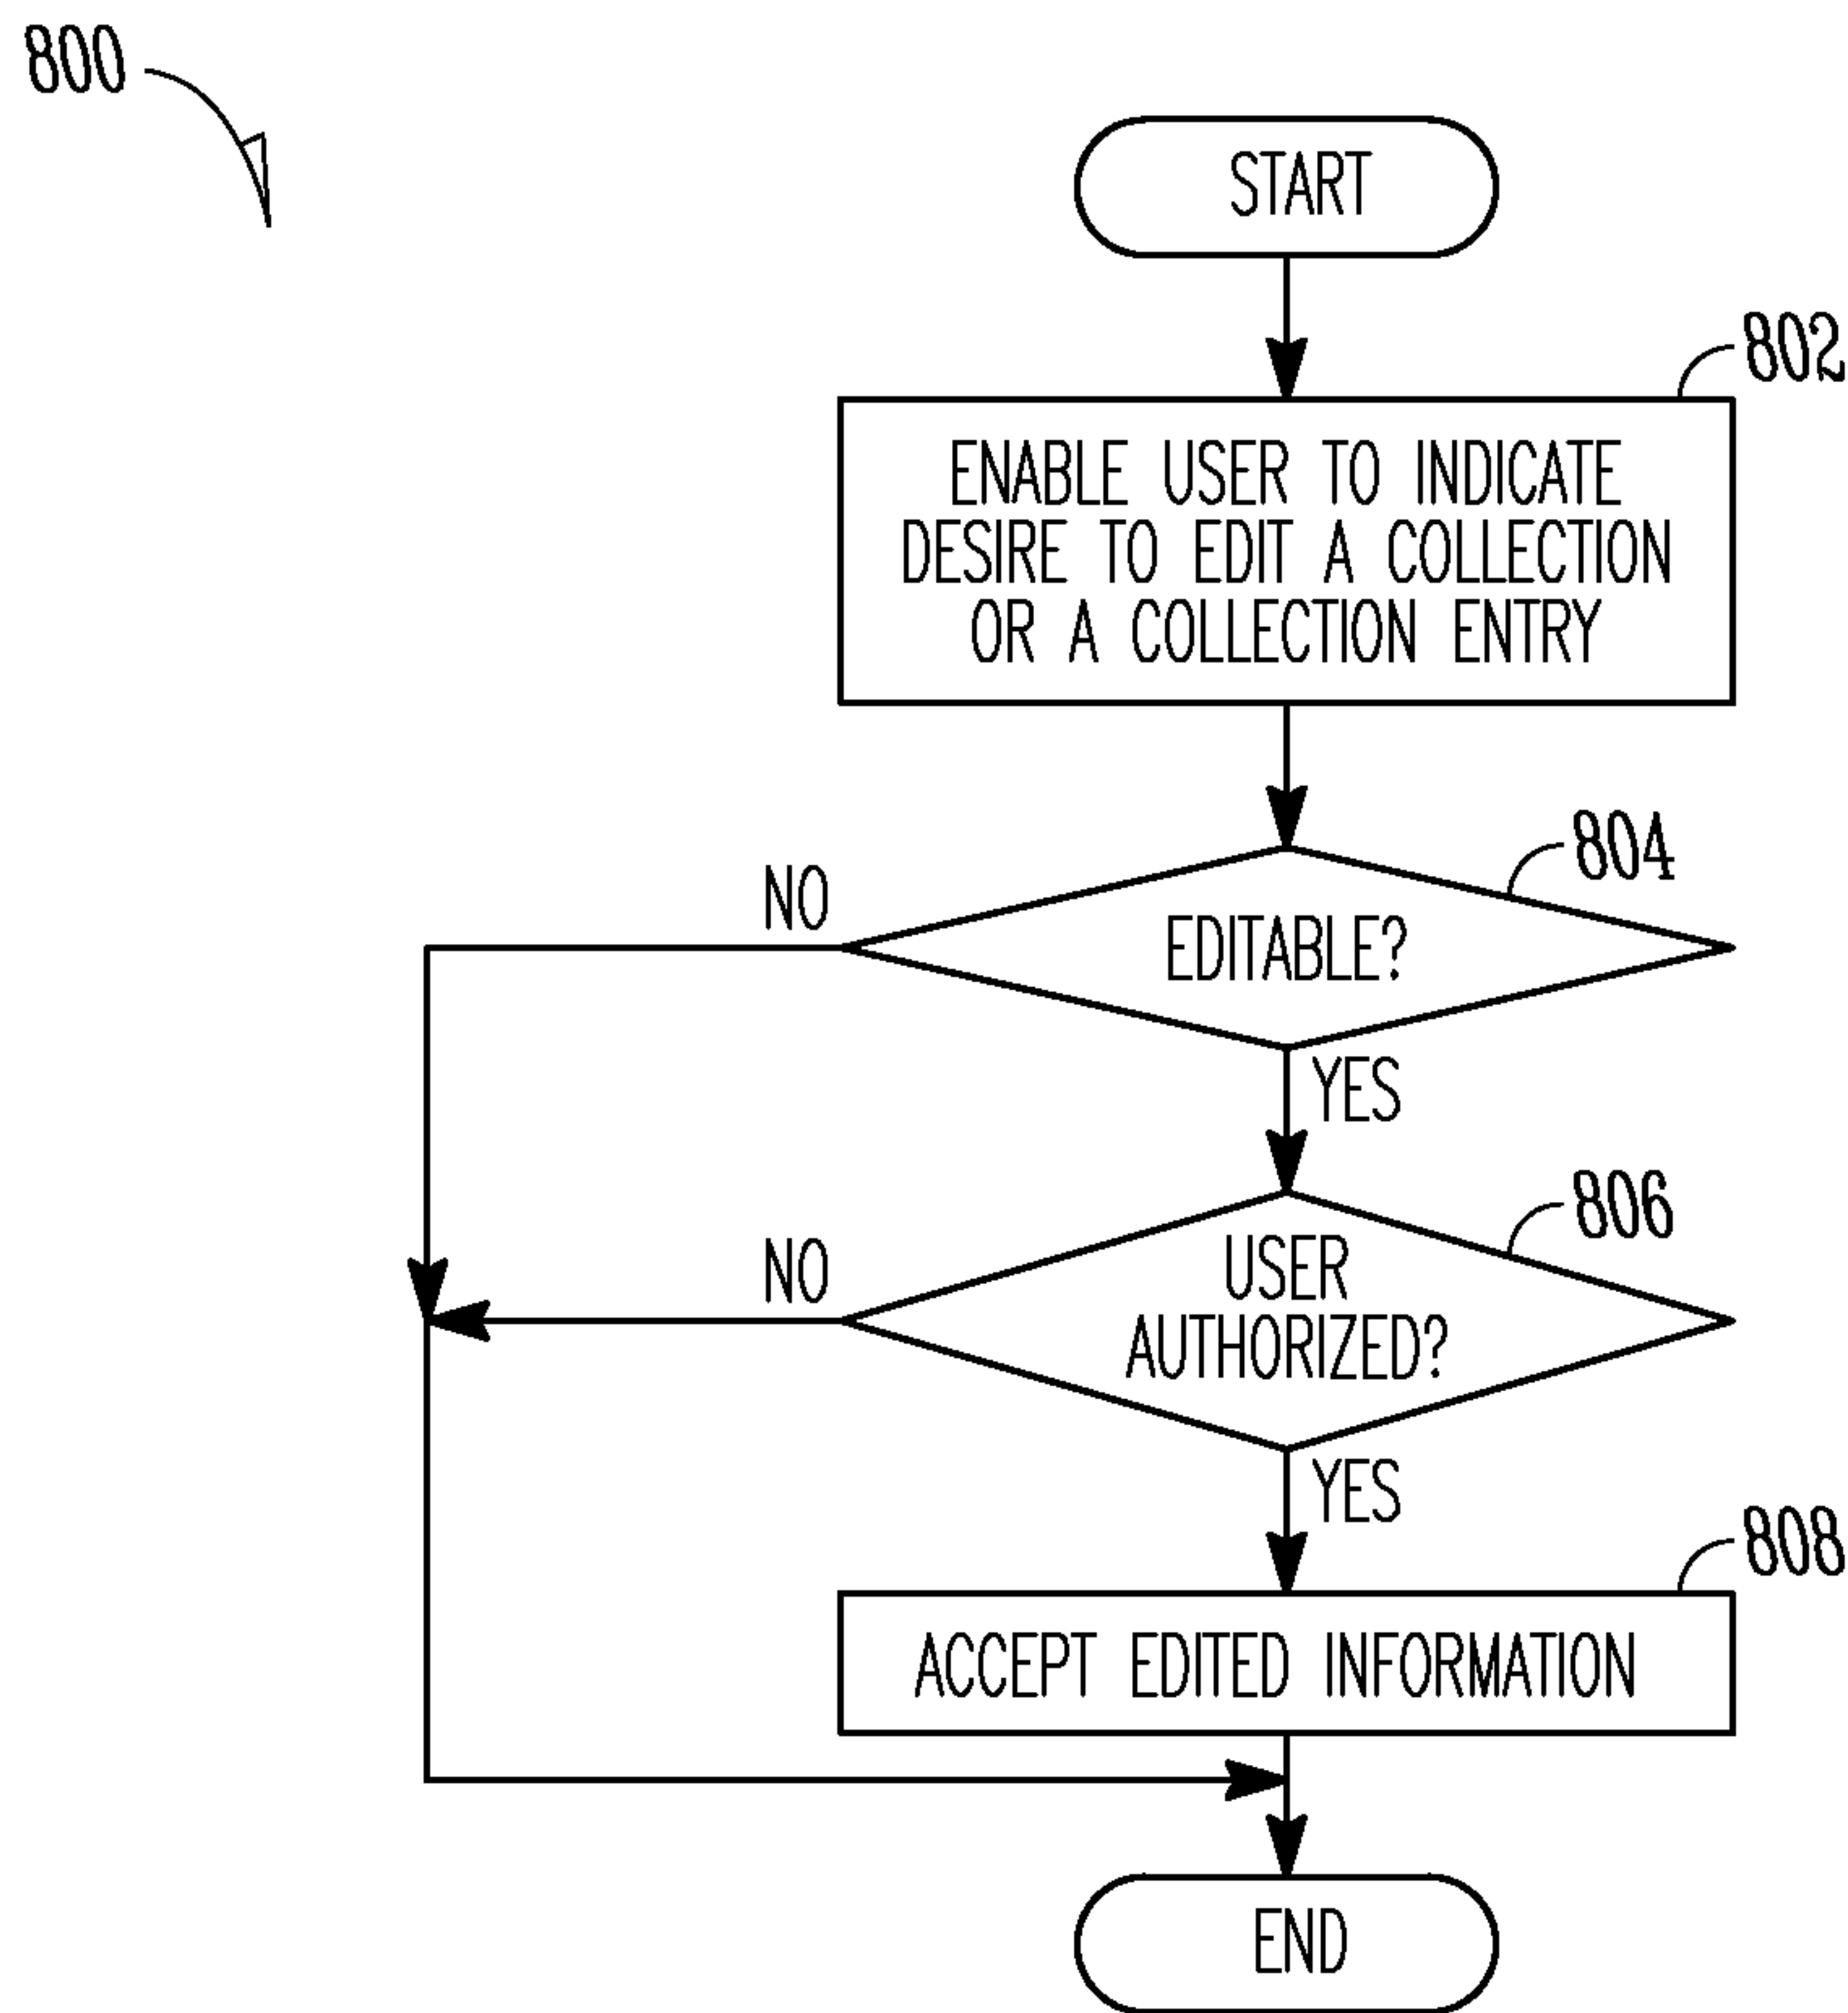 800
START
802
ENABLE USER TO INDICATE
DESIRE TO EDIT A COLLECTION
OR A COLLECTION ENTRY
804
NO
EDITABLE?
YES
806
NO
USER
AUTHORIZED?
YES
808
ACCEPT EDITED INFORMATION
END